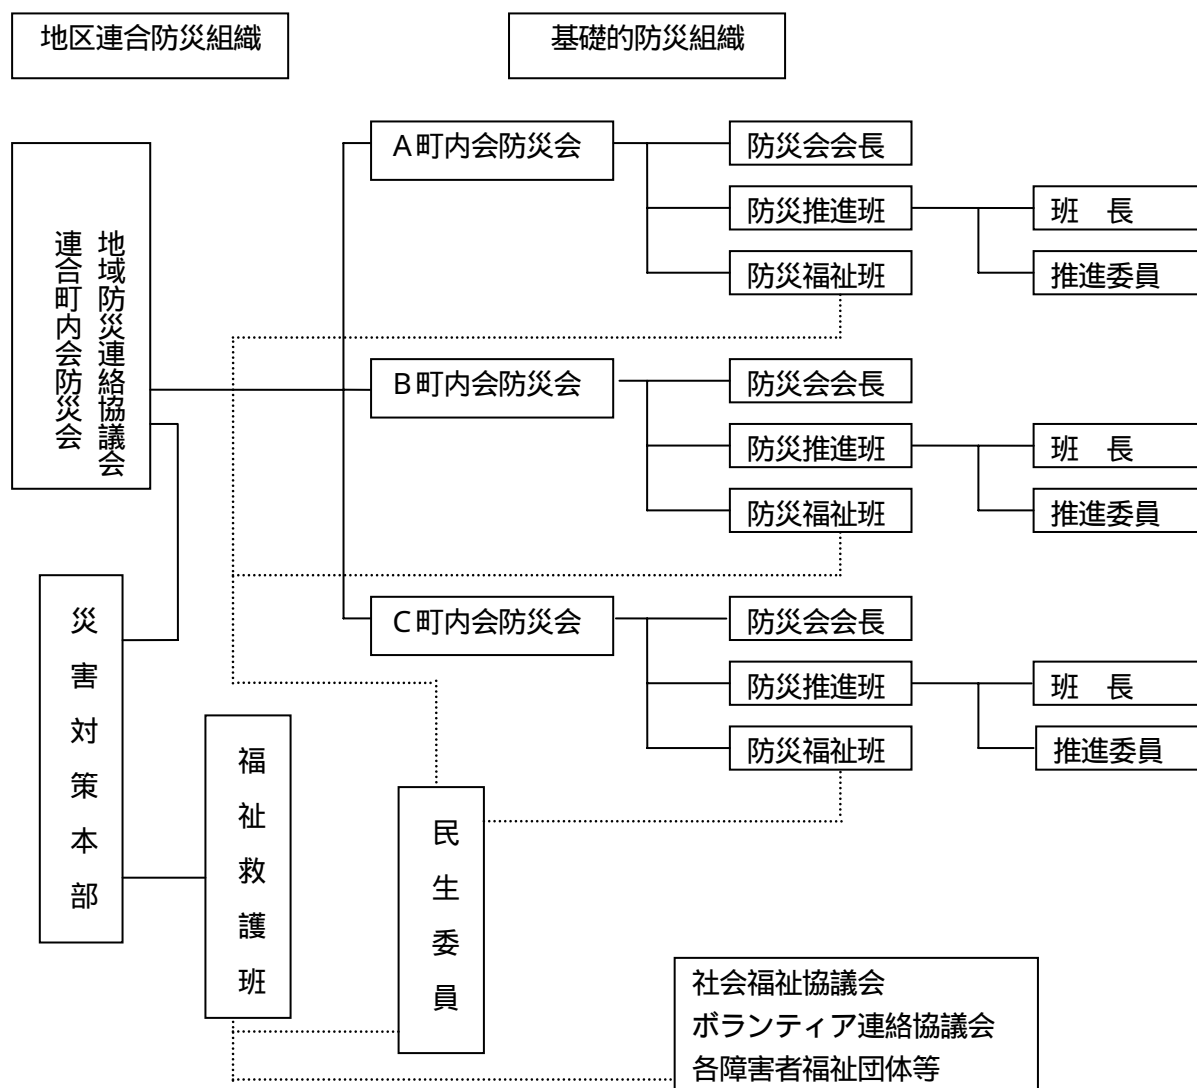 地区連合防災組織
基礎的防災組織
地域防災連絡協議会
連合町内会防災会
A町内会防災会
防災会会長
防災推進班
班　長
推進委員
防災福祉班
B町内会防災会
防災会会長
防災推進班
班　長
推進委員
防災福祉班
C町内会防災会
防災会会長
防災推進班
班　長
推進委員
防災福祉班
災害対策本部
福祉救護班
民生委員
社会福祉協議会
ボランティア連絡協議会
各障害者福祉団体等